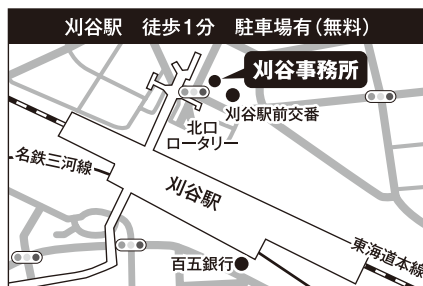 刈谷駅 徒歩1分 駐車場有(無料)
刈谷事務所
刈谷駅前交番
北口
ロータリー
名鉄三河線
刈谷駅
東海道本線
百五銀行